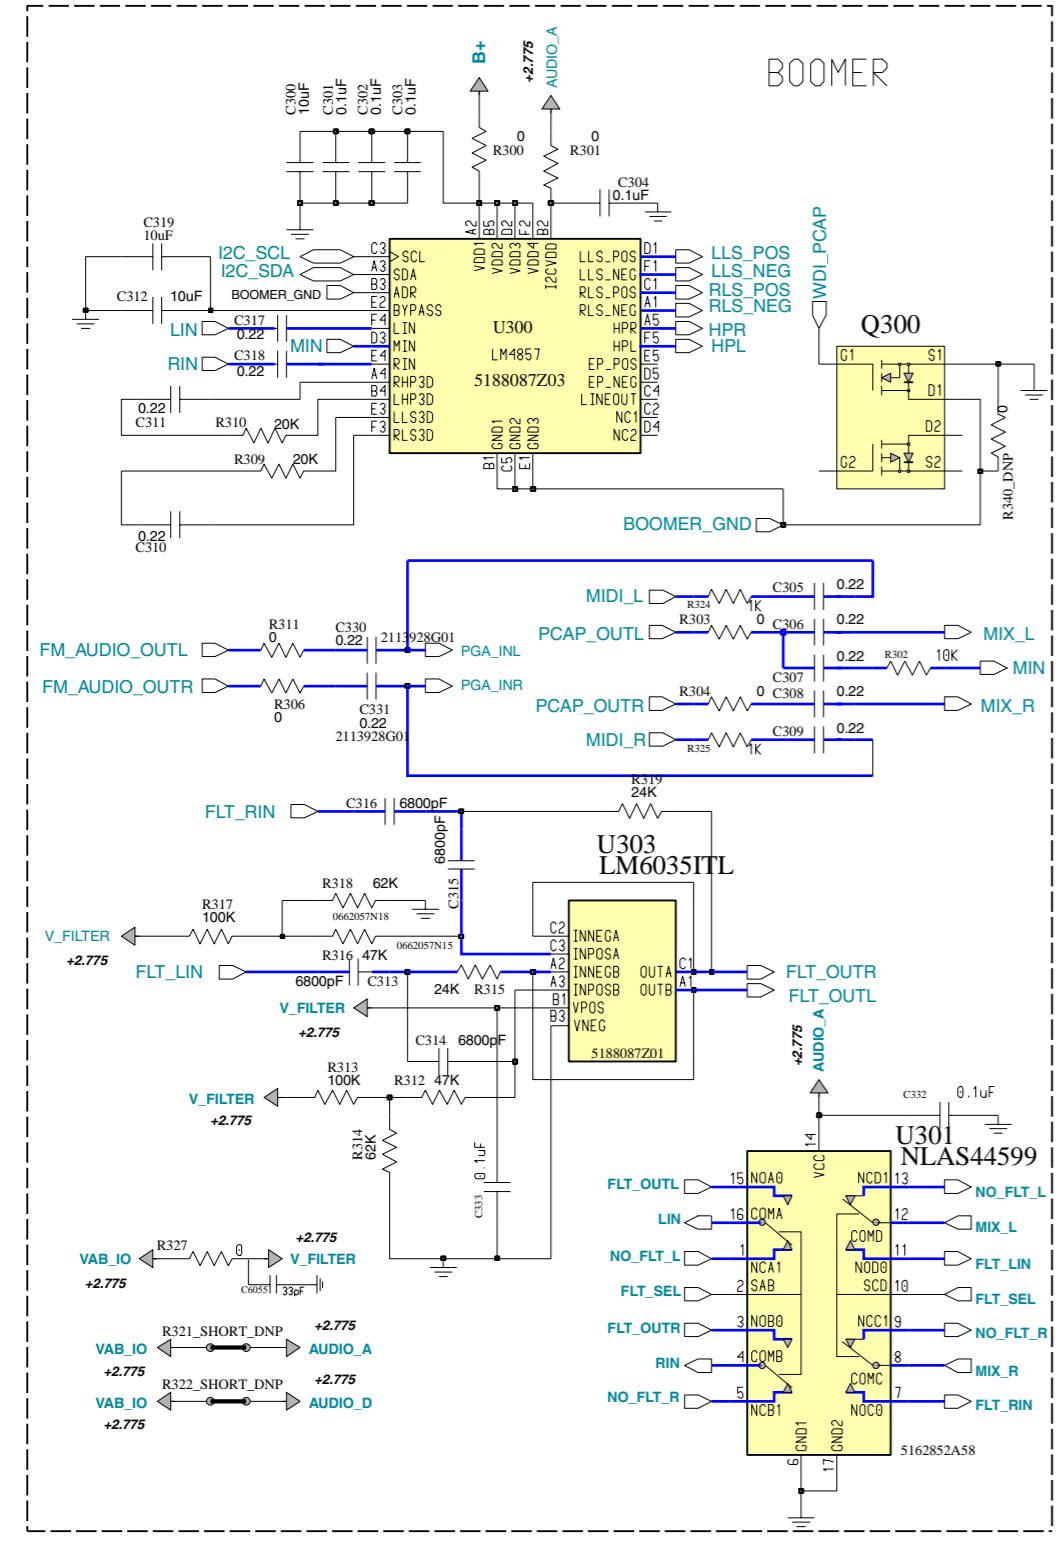 BOOMER
B+
+2.775
AUDIO_A
C300
10uF
C301
0.1uF
C302
0.1uF
C303
0.1uF
0
R300
0
R301
C304
0.1uF
A2
B5
D2
F2
B2
VDD1
VDD2
VDD3
VDD4
I2CVDD
C319
10uF
C312
10uF
I2C_SCL
C3
SCL
I2C_SDA
A3
SDA
BOOMER_GND
B3
ADR
E2
BYPASS
LIN
C317
0.22
F4
LIN
MIN
D3
MIN
RIN
C318
0.22
E4
RIN
A4
RHP3D
B4
LHP3D
E3
LLS3D
F3
RLS3D
0.22
C311
R310
20K
R309
20K
0.22
C310
U300
LM4857
5188087Z03
LLS_POS
D1
LLS_POS
LLS_NEG
F1
LLS_NEG
RLS_POS
C1
RLS_POS
RLS_NEG
A1
RLS_NEG
HPR
A5
HPR
HPL
F5
HPL
EP_POS
E5
EP_NEG
D5
LINEOUT
C4
NC1
C2
NC2
D4
GND1
GND2
GND3
B1
C5
E1
BOOMER_GND
WDI_PCAP
Q300
G1
S1
D1
D2
G2
S2
0
R340_DNP
FM_AUDIO_OUTL
R311
0
C330
0.22
2113928G01
PGA_INL
FM_AUDIO_OUTR
R306
0
C331
0.22
2113928G01
PGA_INR
MIDI_L
R324
1K
C305
0.22
PCAP_OUTL
R303
0
C306
0.22
MIX_L
C307
0.22
R302
10K
MIN
PCAP_OUTR
R304
0
C308
0.22
MIX_R
MIDI_R
R325
1K
C309
0.22
FLT_RIN
C316
6800pF
R319
24K
6800pF
C315
U303
LM6035ITL
R318
62K
0662057N18
R317
100K
V_FILTER
+2.775
0662057N15
R316
47K
FLT_LIN
6800pF
C313
24K
R315
V_FILTER
+2.775
C2
INNEGA
C3
INPOSA
A2
INNEGB
A3
INPOSB
B1
VPOS
B3
VNEG
OUTA
C1
OUTB
A1
5188087Z01
FLT_OUTR
FLT_OUTL
C314
6800pF
R313
100K
R312
47K
V_FILTER
+2.775
R314
62K
C333
0.1uF
+2.775
AUDIO_A
C332
0.1uF
U301
NLAS44599
14
VCC
FLT_OUTL
15
NOA0
LIN
16
COMA
NO_FLT_L
1
NCA1
FLT_SEL
2
SAB
FLT_OUTR
3
NOB0
RIN
4
COMB
NO_FLT_R
5
NCB1
NCD1
13
NO_FLT_L
12
MIX_L
COMD
11
NOD0
FLT_LIN
SCD
10
FLT_SEL
NCC1
9
NO_FLT_R
8
MIX_R
COMC
7
NOC0
FLT_RIN
GND1
GND2
6
17
5162852A58
VAB_IO
+2.775
R327
0
+2.775
V_FILTER
C6055
33pF
VAB_IO
+2.775
R321_SHORT_DNP
+2.775
AUDIO_A
VAB_IO
+2.775
R322_SHORT_DNP
+2.775
AUDIO_D